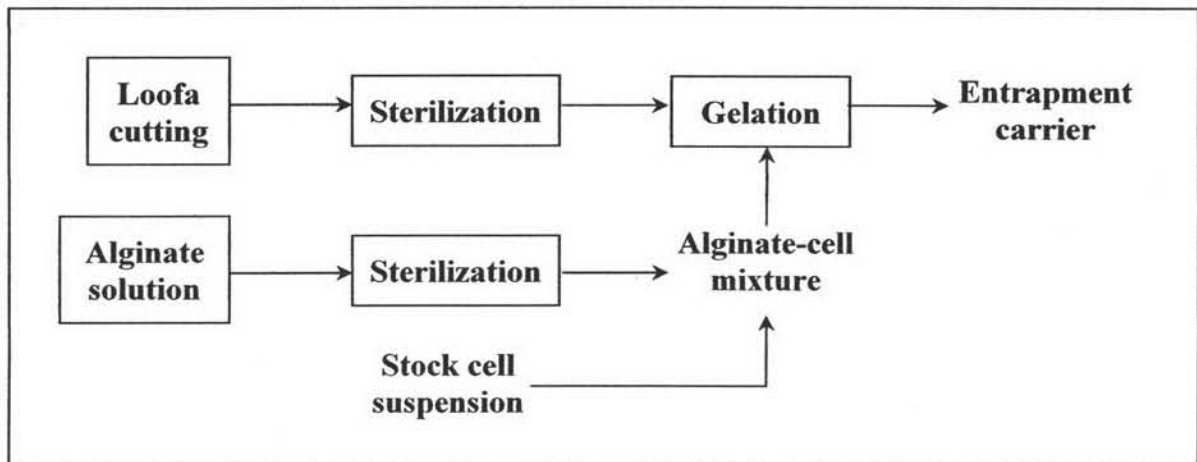 Loofa
cutting
Sterilization
Gelation
Entrapment
carrier
Alginate
solution
Sterilization
Alginate-cell
mixture
Stock cell
suspension